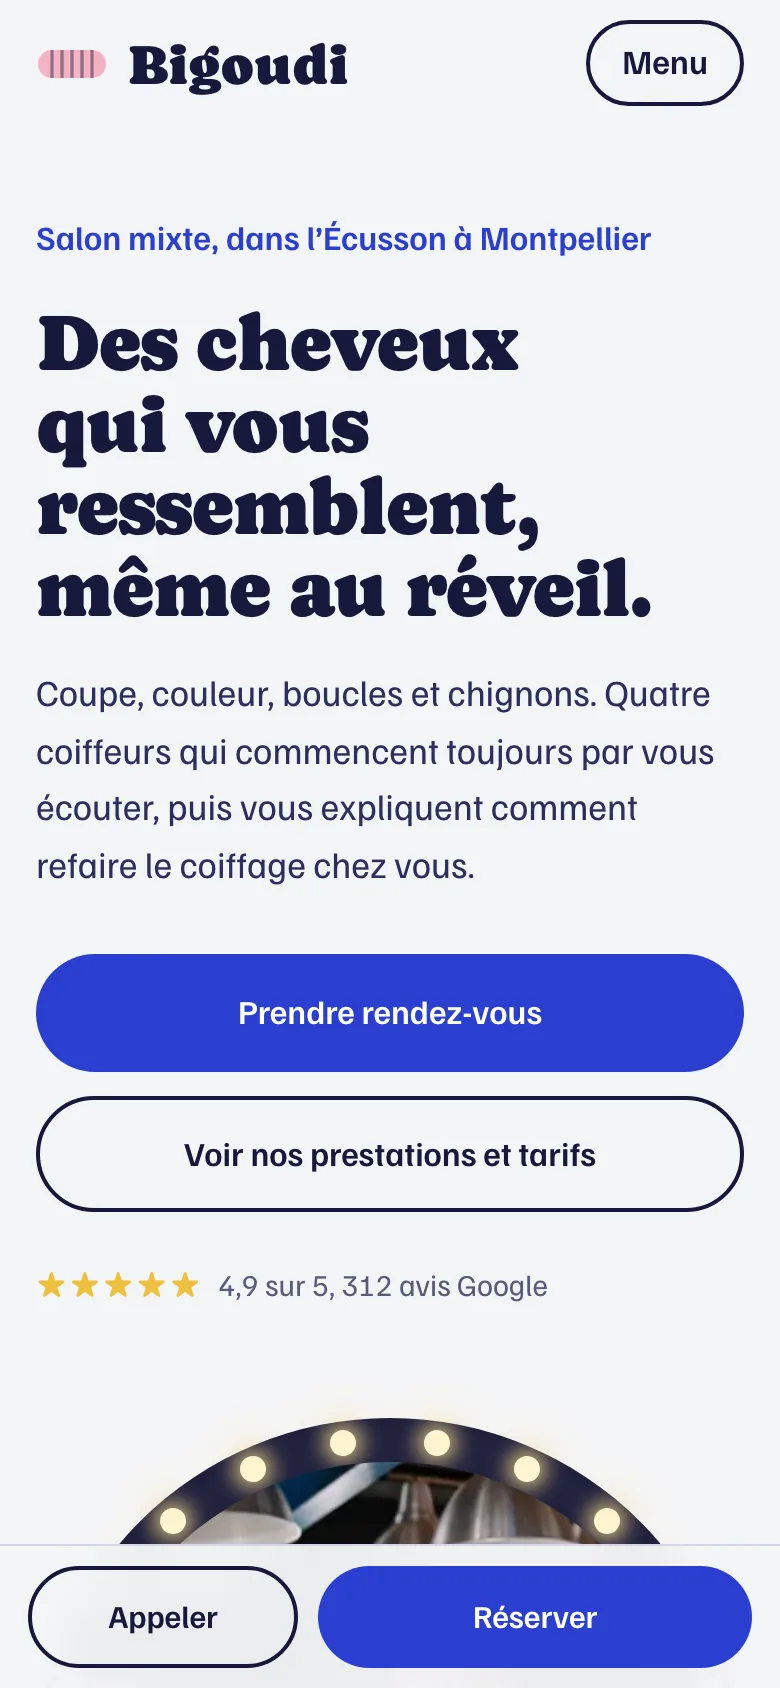 Bigoudi
Menu
Salon mixte, dans l’Écusson à Montpellier
Des cheveux
qui vous
ressemblent,
même au réveil.
Coupe, couleur, boucles et chignons. Quatre
coiffeurs qui commencent toujours par vous
écouter, puis vous expliquent comment
refaire le coiffage chez vous.
Prendre rendez-vous
Voir nos prestations et tarifs
4,9 sur 5, 312 avis Google
Appeler
Réserver